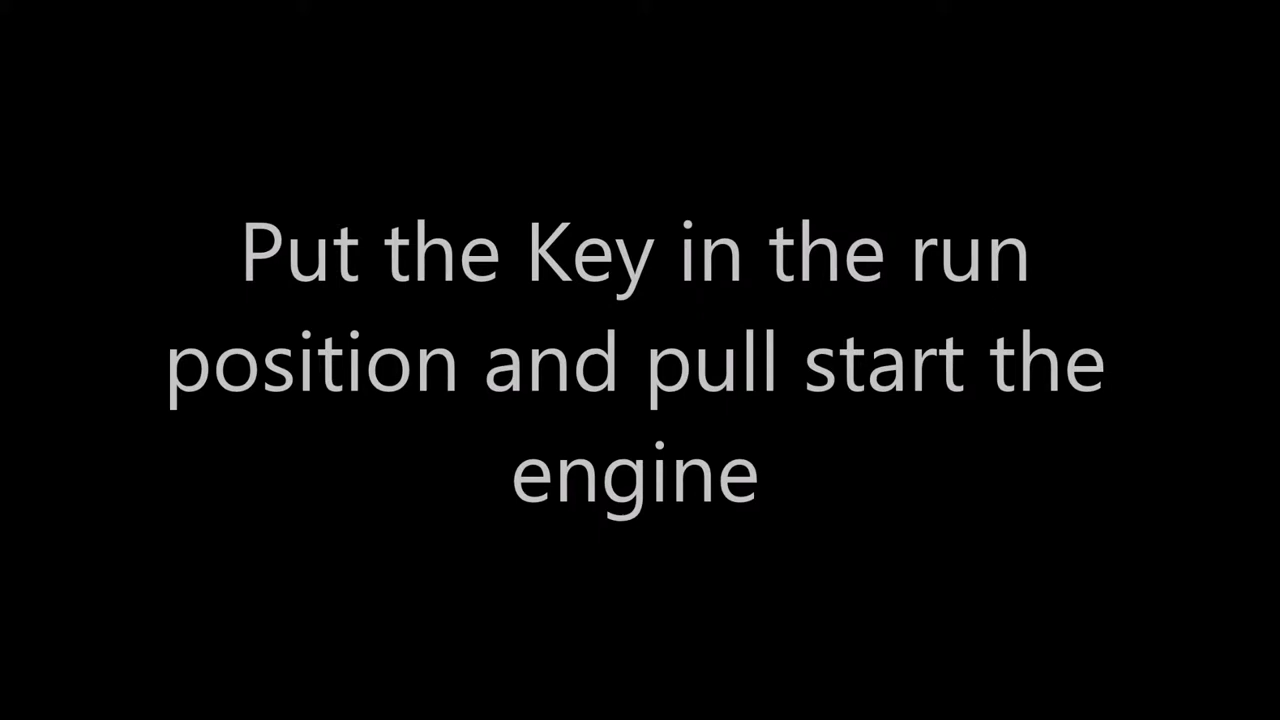 Put the Key in the run
position and pull start the
engine